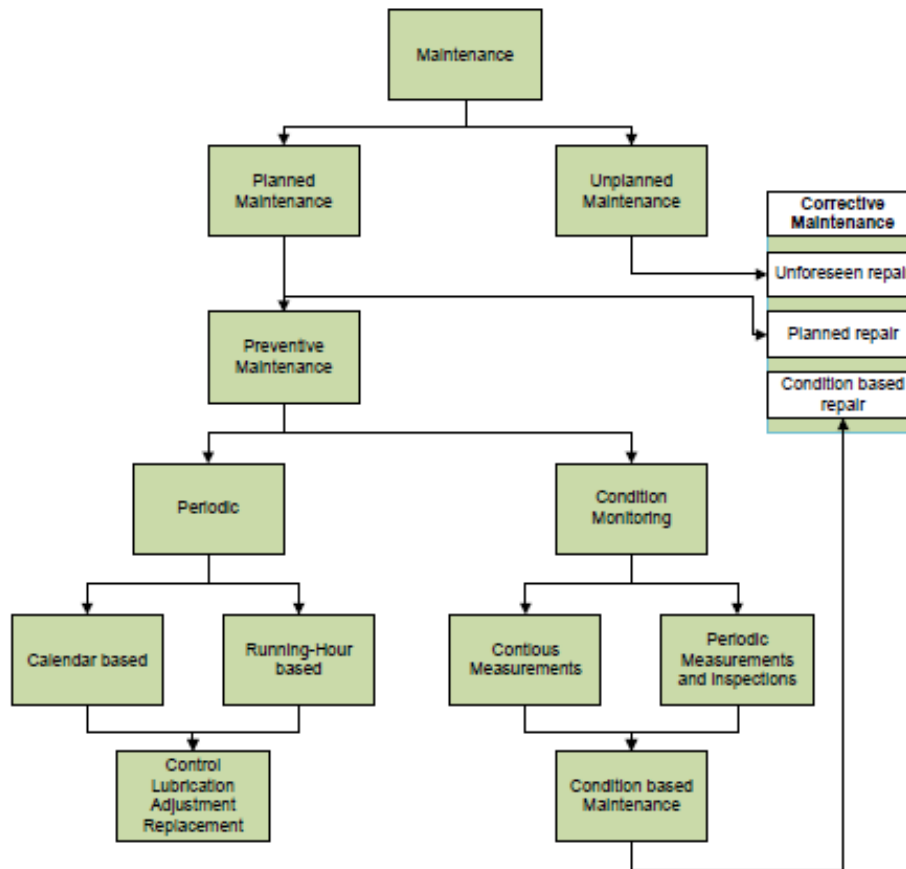 Maintenance
Planned
Maintenance
Unplanned
Maintenance
Corrective
Maintenance
Unforeseen repair
Planned repair
Condition based
repair
Preventive
Maintenance
Periodic
Condition
Monitoring
Calendar based
Running-Hour
based
Contious
Measurements
Periodic
Measurements
and Inspections
Control
Lubrication
Adjustment
Replacement
Condition based
Maintenance